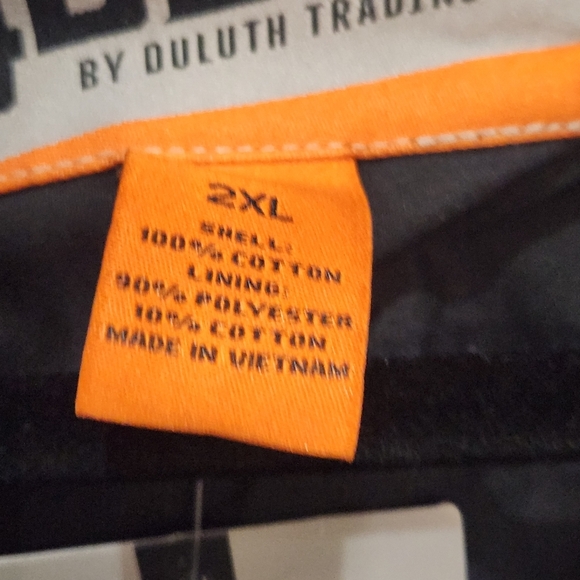 BY DULUTH TRADING
2XL
SHELL:
100% COTTON
LINING:
90% POLYESTER
10% COTTON
MADE IN VIETNAM